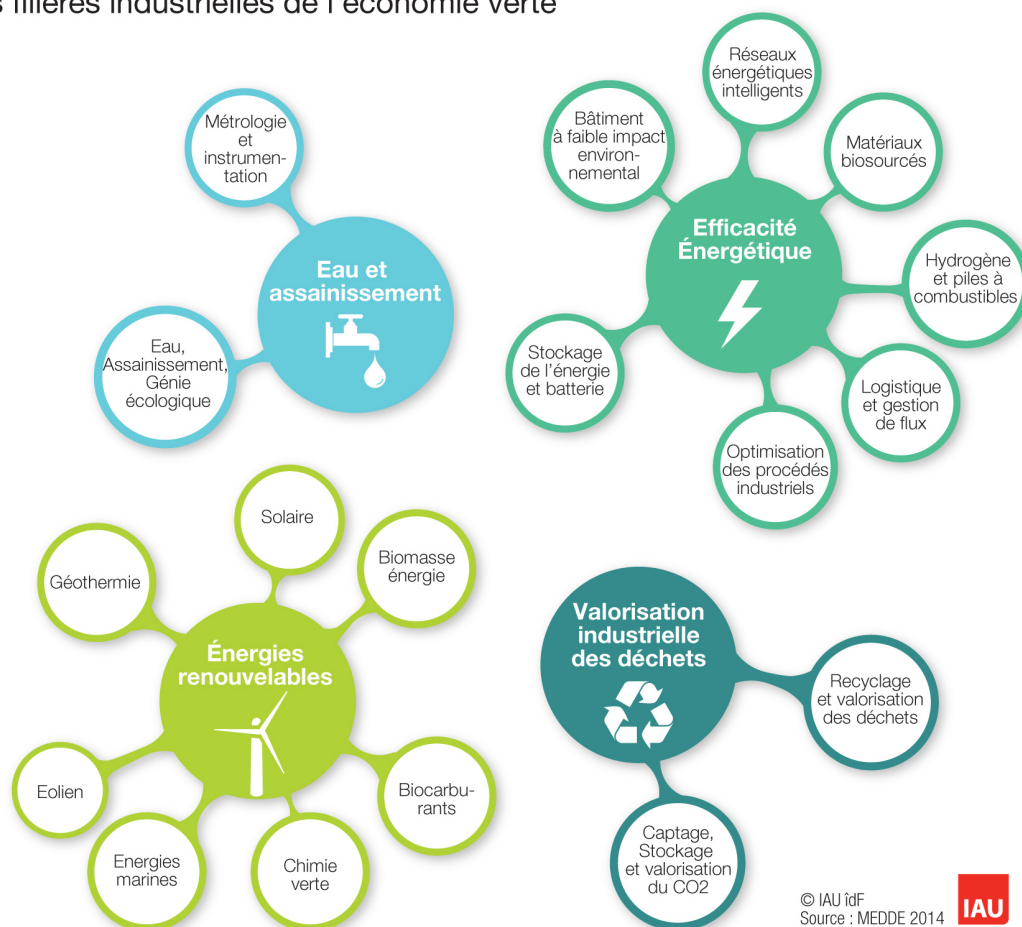 s filières industrielles de l'économie verte
Métrologie
et
instrumen-
tation
Eau et
assainissement
Eau,
Assainissement,
Génie
écologique
Réseaux
énergétiques
intelligents
Bâtiment
à faible impact
environ-
nemental
Matériaux
biosourcés
Efficacité
Énergétique
Hydrogène
et piles à
combustibles
Stockage
de l'énergie
et batterie
Logistique
et gestion
de flux
Optimisation
des procédés
industriels
Solaire
Biomasse
énergie
Géothermie
Énergies
renouvelables
Eolien
Biocarbu-
rants
Energies
marines
Chimie
verte
Valorisation
industrielle
des déchets
Recyclage
et valorisation
des déchets
Captage,
Stockage
et valorisation
du CO2
© IAU îdF
Source : MEDDE 2014
IAU